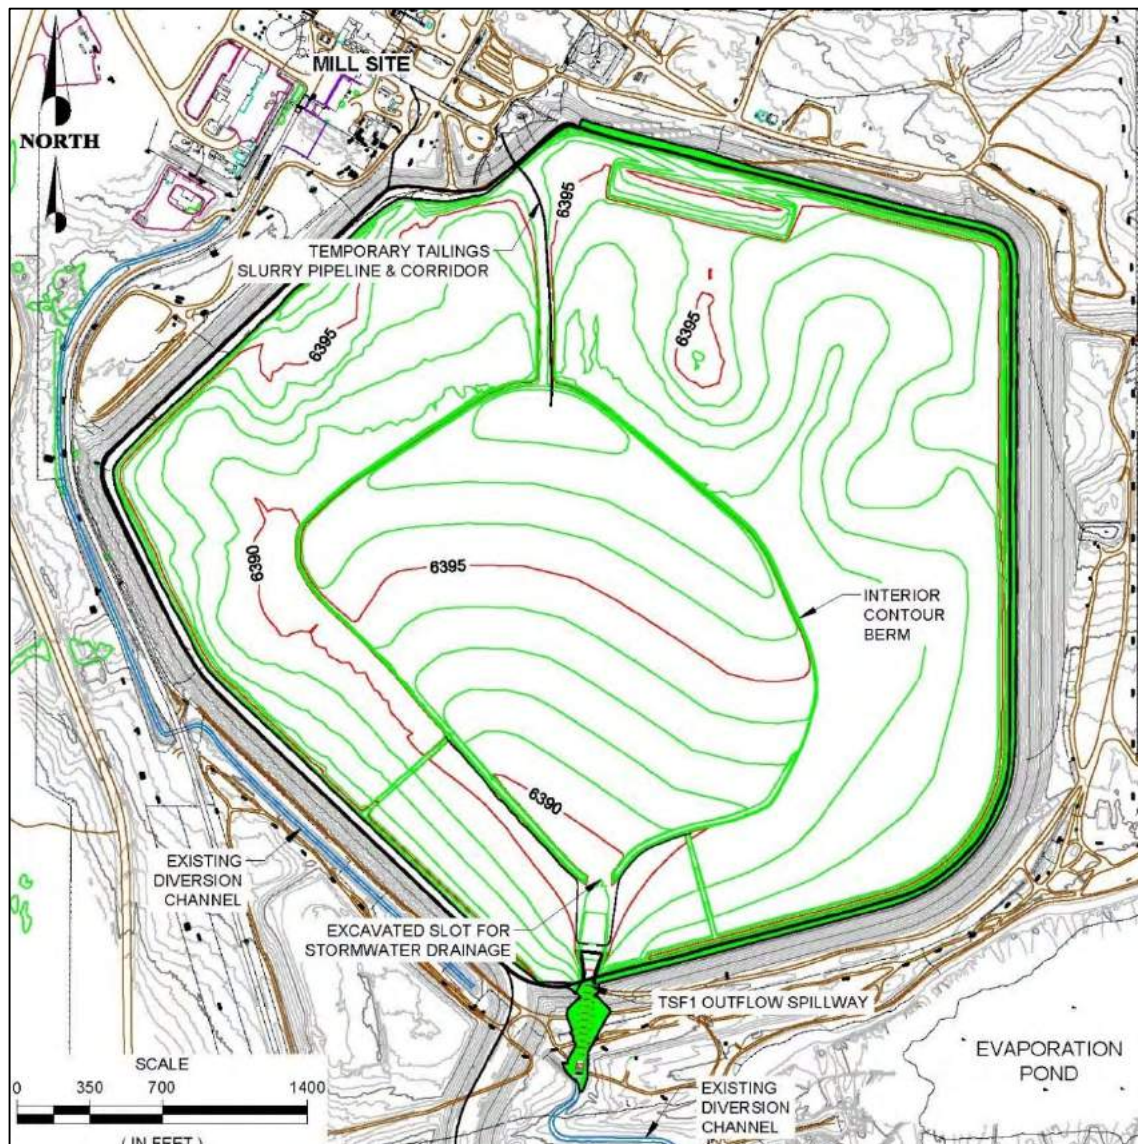 MILL SITE
NORTH
6395
TEMPORARY TAILINGS
SLURRY PIPELINE & CORRIDOR
6395
6395
6390
6395
INTERIOR
CONTOUR
BERM
6390
EXISTING
DIVERSION
CHANNEL
EXCAVATED SLOT FOR
STORMWATER DRAINAGE
TSF1 OUTFLOW SPILLWAY
EVAPORATION
POND
SCALE
0 350 700 1400
( IN FEET )
EXISTING
DIVERSION
CHANNEL